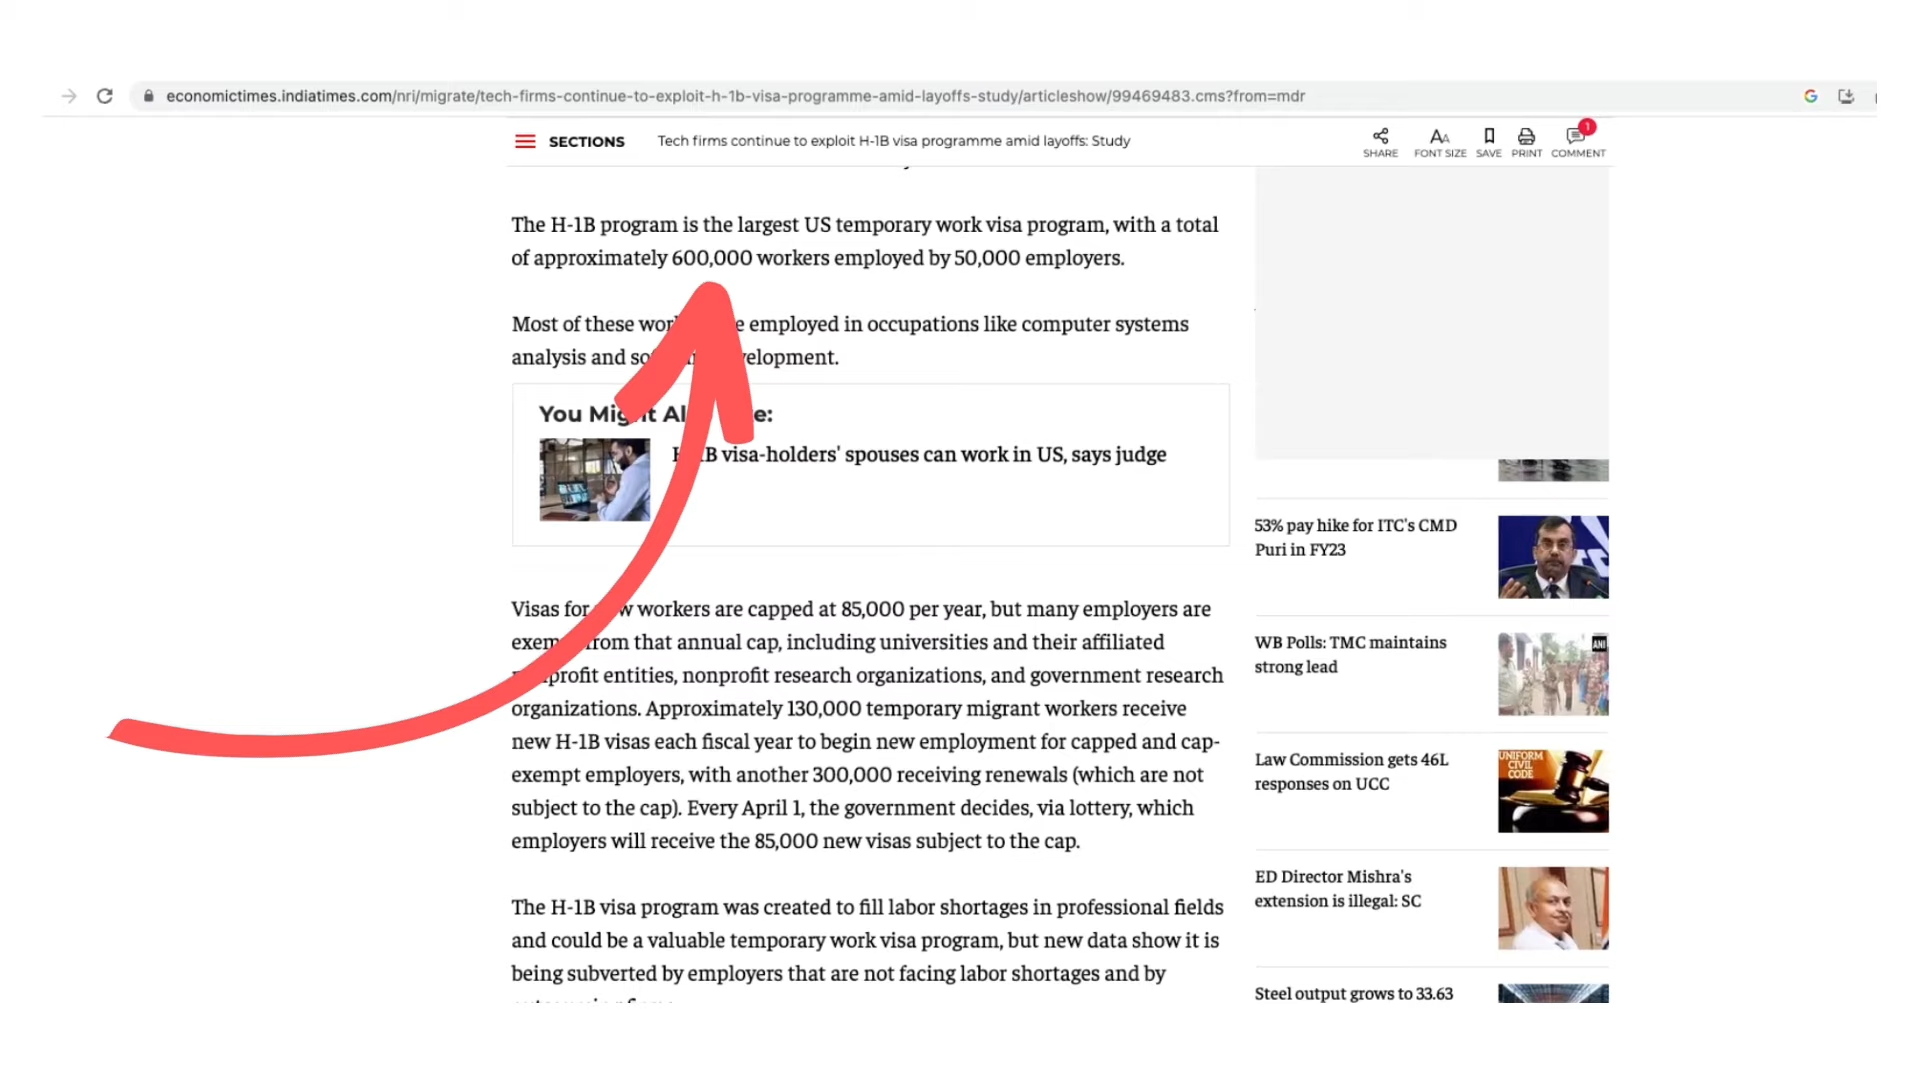 economictimes.indiatimes.com/nri/migrate/tech-firms-continue-to-exploit-h-1b-visa-programme-amid-layoffs-study/articleshow/99469483.cms?from=mdr
SECTIONS
Tech firms continue to exploit H-1B visa programme amid layoffs: Study
SHARE
AA
FONT SIZE
SAVE
PRINT
1
COMMENT
The H-1B program is the largest US temporary work visa program, with a total
of approximately 600,000 workers employed by 50,000 employers.
Most of these employed in occupations like computer systems
analysis and
You
visa-holders' spouses can work in US, says judge
Visas for workers are capped at 85,000 per year, but many employers are
from that annual cap, including universities and their affiliated
entities, nonprofit research organizations, and government research
organizations. Approximately 130,000 temporary migrant workers receive
new H-1B visas each fiscal year to begin new employment for capped and cap-
exempt employers, with another 300,000 receiving renewals (which are not
subject to the cap). Every April 1, the government decides, via lottery, which
employers will receive the 85,000 new visas subject to the cap.
The H-1B visa program was created to fill labor shortages in professional fields
and could be a valuable temporary work visa program, but new data show it is
being subverted by employers that are not facing labor shortages and by
53% pay hike for ITC's CMD
Puri in FY23
WB Polls: TMC maintains
strong lead
ANI
Law Commission gets 46L
responses on UCC
UNIFORM
CIVIL
CODE
ED Director Mishra's
extension is illegal: SC
Steel output grows to 33.63